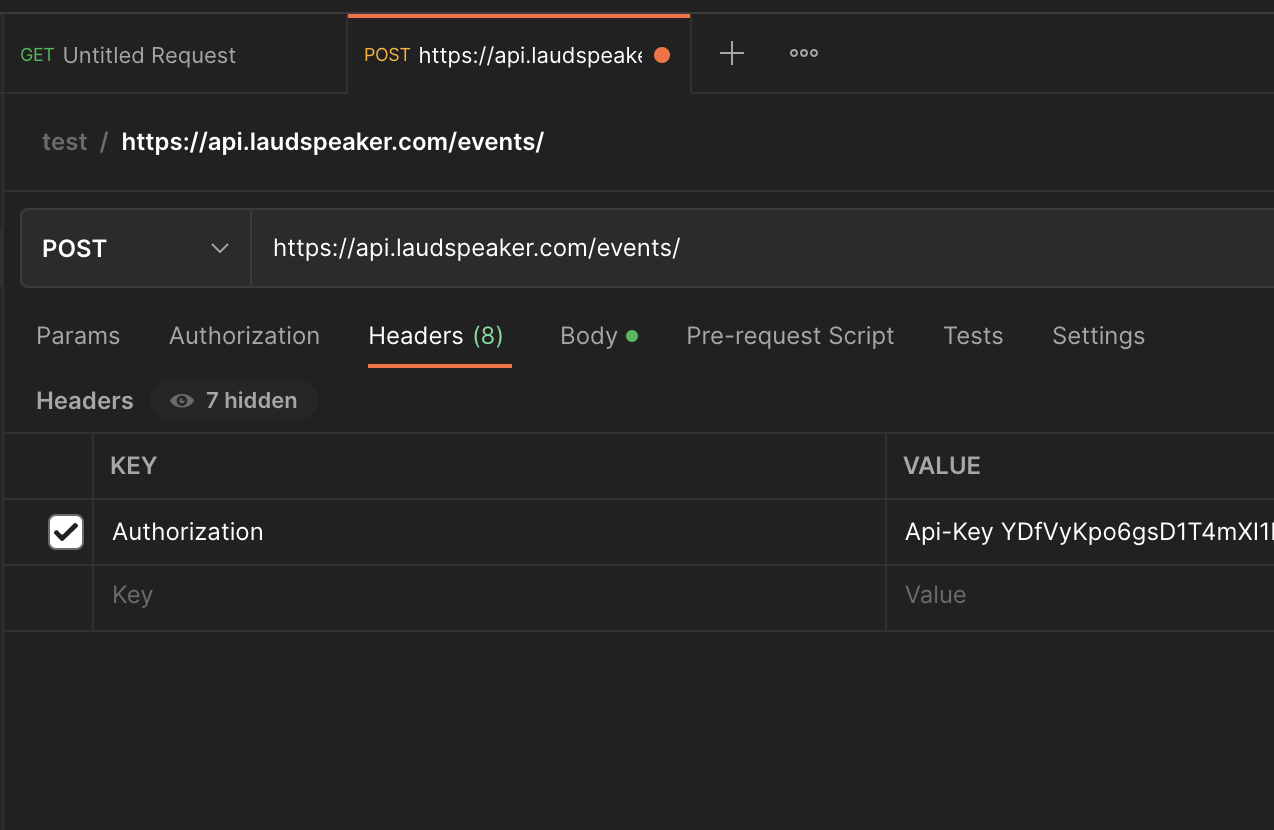 GET Untitled Request POST https://api.laudspeake
test / https://api.laudspeaker.com/events/
POST https://api.laudspeaker.com/events/
Params Authorization Headers (8) Body Pre-request Script Tests Settings
Headers 7 hidden
KEY VALUE
Authorization Api-Key YDfVyKpo6gsD1T4mXl1
Key Value